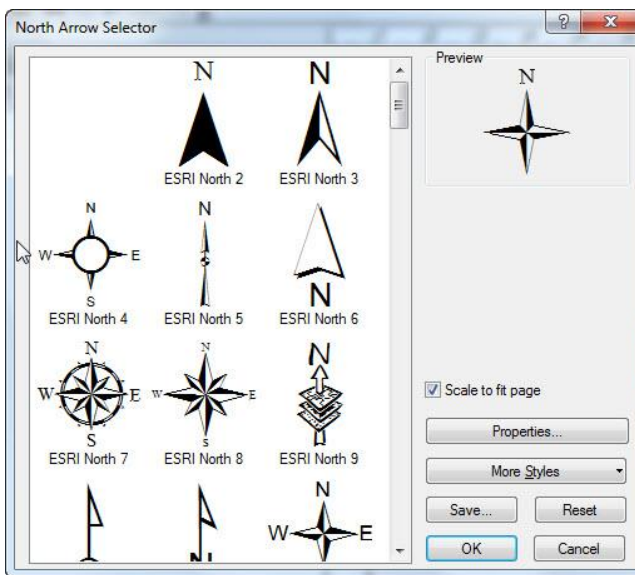 North Arrow Selector
?
X
Preview
N
N
N
ESRI North 2
ESRI North 3
N
N
W
E
S
N
ESRI North 4
ESRI North 5
ESRI North 6
N
N
N
W
E
W
E
S
S
ESRI North 7
ESRI North 8
ESRI North 9
N
W
E
Scale to fit page
Properties...
More Styles
Save...
Reset
OK
Cancel